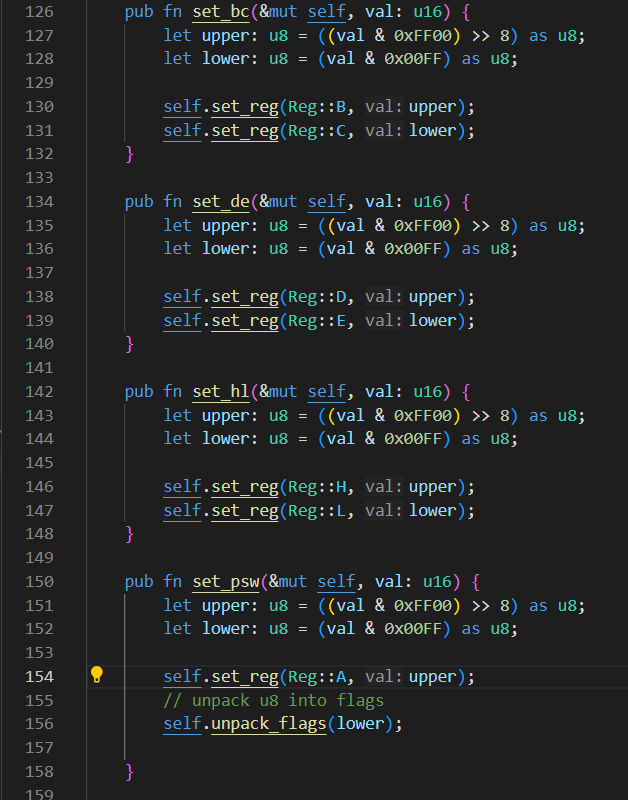 126 pub fn set_bc(&mut self, val: u16) {
127 let upper: u8 = ((val & 0xFF00) >> 8) as u8;
128 let lower: u8 = (val & 0x00FF) as u8;
129
130 self.set_reg(Reg::B, val: upper);
131 self.set_reg(Reg::C, val: lower);
132 }
133
134 pub fn set_de(&mut self, val: u16) {
135 let upper: u8 = ((val & 0xFF00) >> 8) as u8;
136 let lower: u8 = (val & 0x00FF) as u8;
137
138 self.set_reg(Reg::D, val: upper);
139 self.set_reg(Reg::E, val: lower);
140 }
141
142 pub fn set_hl(&mut self, val: u16) {
143 let upper: u8 = ((val & 0xFF00) >> 8) as u8;
144 let lower: u8 = (val & 0x00FF) as u8;
145
146 self.set_reg(Reg::H, val: upper);
147 self.set_reg(Reg::L, val: lower);
148 }
149
150 pub fn set_psw(&mut self, val: u16) {
151 let upper: u8 = ((val & 0xFF00) >> 8) as u8;
152 let lower: u8 = (val & 0x00FF) as u8;
153
154 self.set_reg(Reg::A, val: upper);
155 // unpack u8 into flags
156 self.unpack_flags(lower);
157
158 }
159